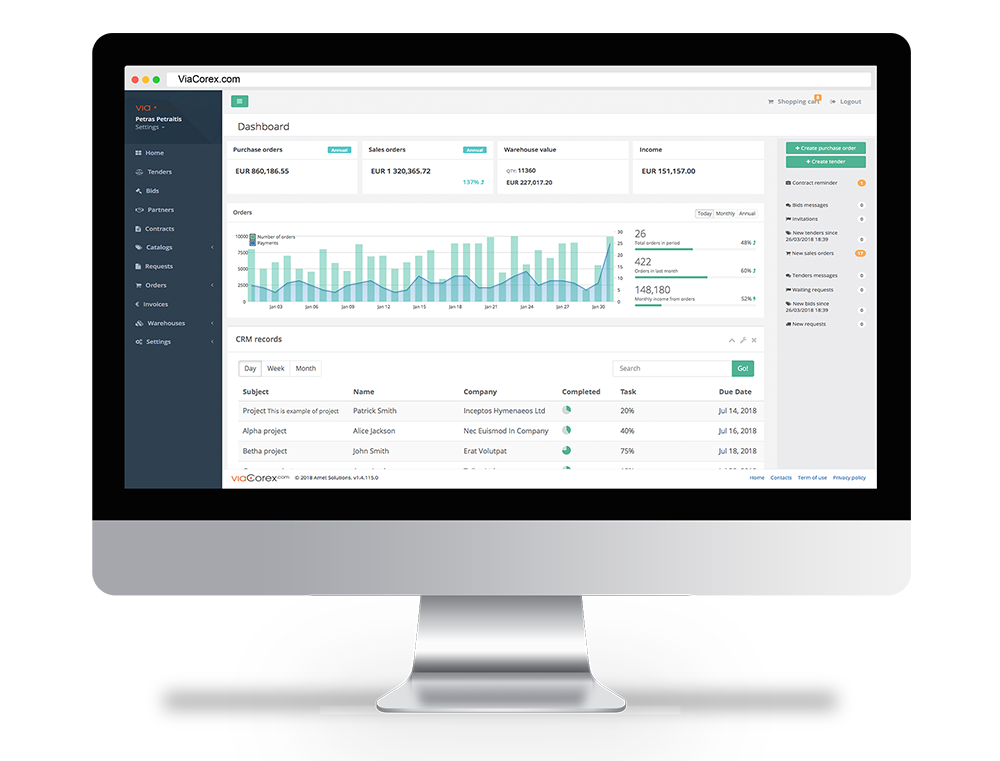 ViaCorex.com
via
Petras Petraitis
Settings
Home
Tenders
Bids
Partners
Contracts
Catalogs
Requests
Orders
Invoices
Warehouses
Settings
Shopping cart
Logout
Dashboard
Purchase orders Annual
EUR 860,186.55
Sales orders Annual
EUR 1 320,365.72
137%
Warehouse value
QTY: 11360
EUR 227,017.20
Income
EUR 151,157.00
Orders
Today Monthly Annual
Number of orders
Payments
10000
7500
5000
2500
0
30
25
20
15
10
5
0
Jan 03 Jan 06 Jan 09 Jan 12 Jan 15 Jan 18 Jan 21 Jan 24 Jan 27 Jan 30
26
Total orders in period 48%
422
Orders in last month 60%
148,180
Monthly income from orders 52%
CRM records
Day Week Month
Search Go!
Subject Name Company Completed Task Due Date
Project This is example of project Patrick Smith Inceptos Hymenaeos Ltd 20% Jul 14, 2018
Alpha project Alice Jackson Nec Euismod In Company 40% Jul 16, 2018
Betha project John Smith Erat Volutpat 75% Jul 18, 2018
viaCorex.com © 2018 Amet Solutions, v1.4.115.0
Home Contacts Term of use Privacy policy
+ Create purchase order
+ Create tender
Contract reminder 1
Bids messages 0
Invitations 0
New tenders since
26/03/2018 18:39 0
New sales orders 17
Tenders messages 0
Waiting requests 0
New bids since
26/03/2018 18:39 0
New requests 0